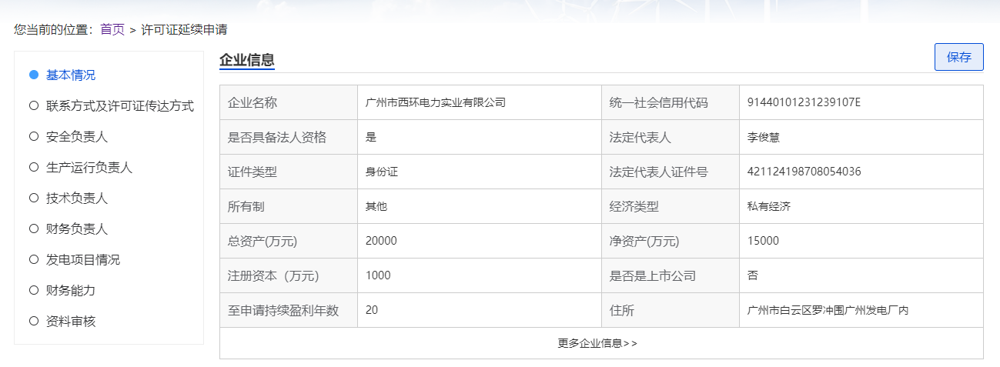 您当前的位置：首页 > 许可证延续申请
基本情况
联系方式及许可证传达方式
安全负责人
生产运行负责人
技术负责人
财务负责人
发电项目情况
财务能力
资料审核
企业信息 保存
企业名称 广州市西环电力实业有限公司 统一社会信用代码 91440101231239107E
是否具备法人资格 是 法定代表人 李俊慧
证件类型 身份证 法定代表人证件号 421124198708054036
所有制 其他 经济类型 私有经济
总资产(万元) 20000 净资产(万元) 15000
注册资本（万元） 1000 是否是上市公司 否
至申请持续盈利年数 20 住所 广州市白云区罗冲围广州发电厂内
更多企业信息>>